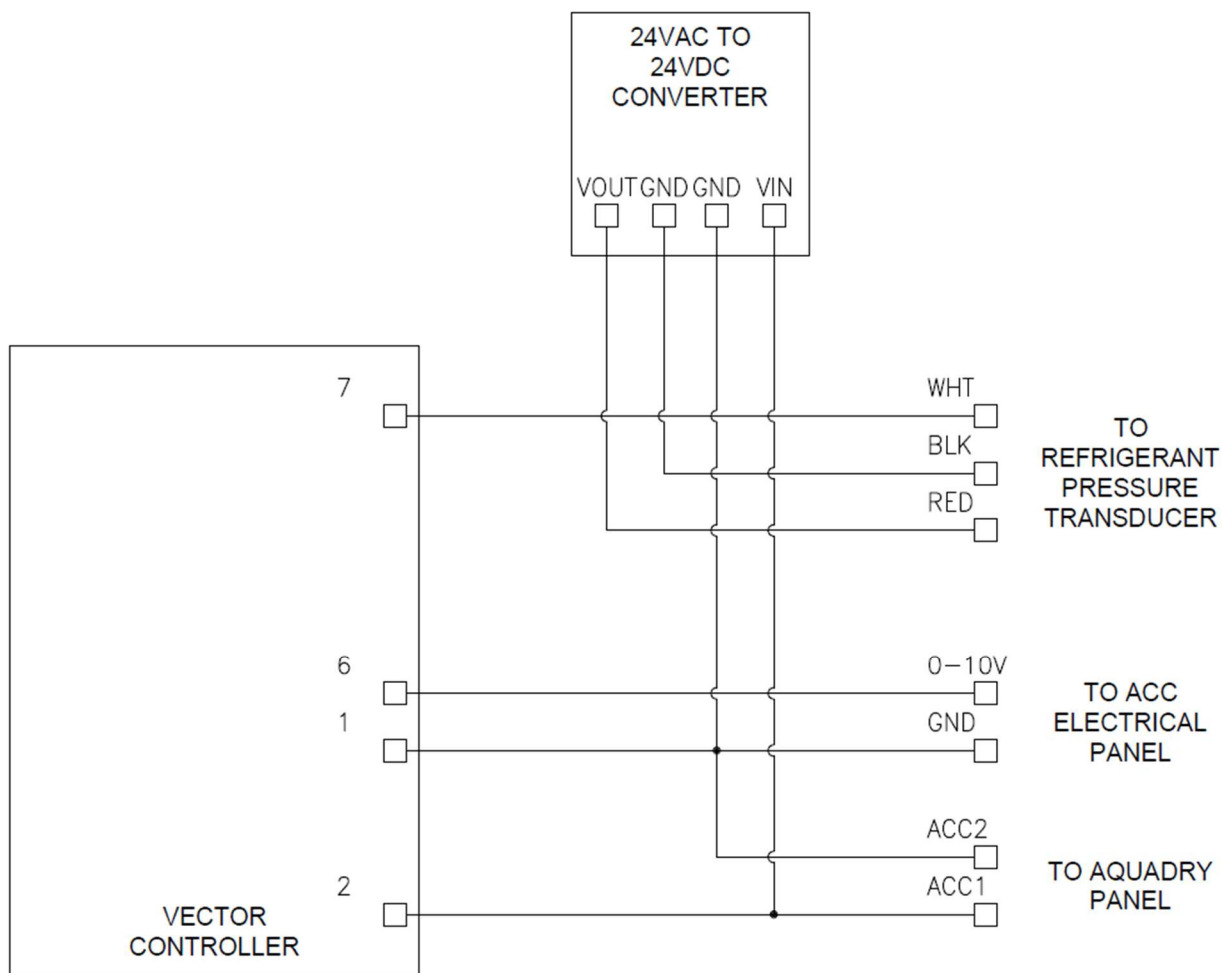 24VAC TO
24VDC
CONVERTER
VOUT GND GND VIN
7
WHT
BLK
RED
TO
REFRIGERANT
PRESSURE
TRANSDUCER
6
0-10V
1
GND
TO ACC
ELECTRICAL
PANEL
ACC2
2
ACC1
TO AQUADRY
PANEL
VECTOR
CONTROLLER